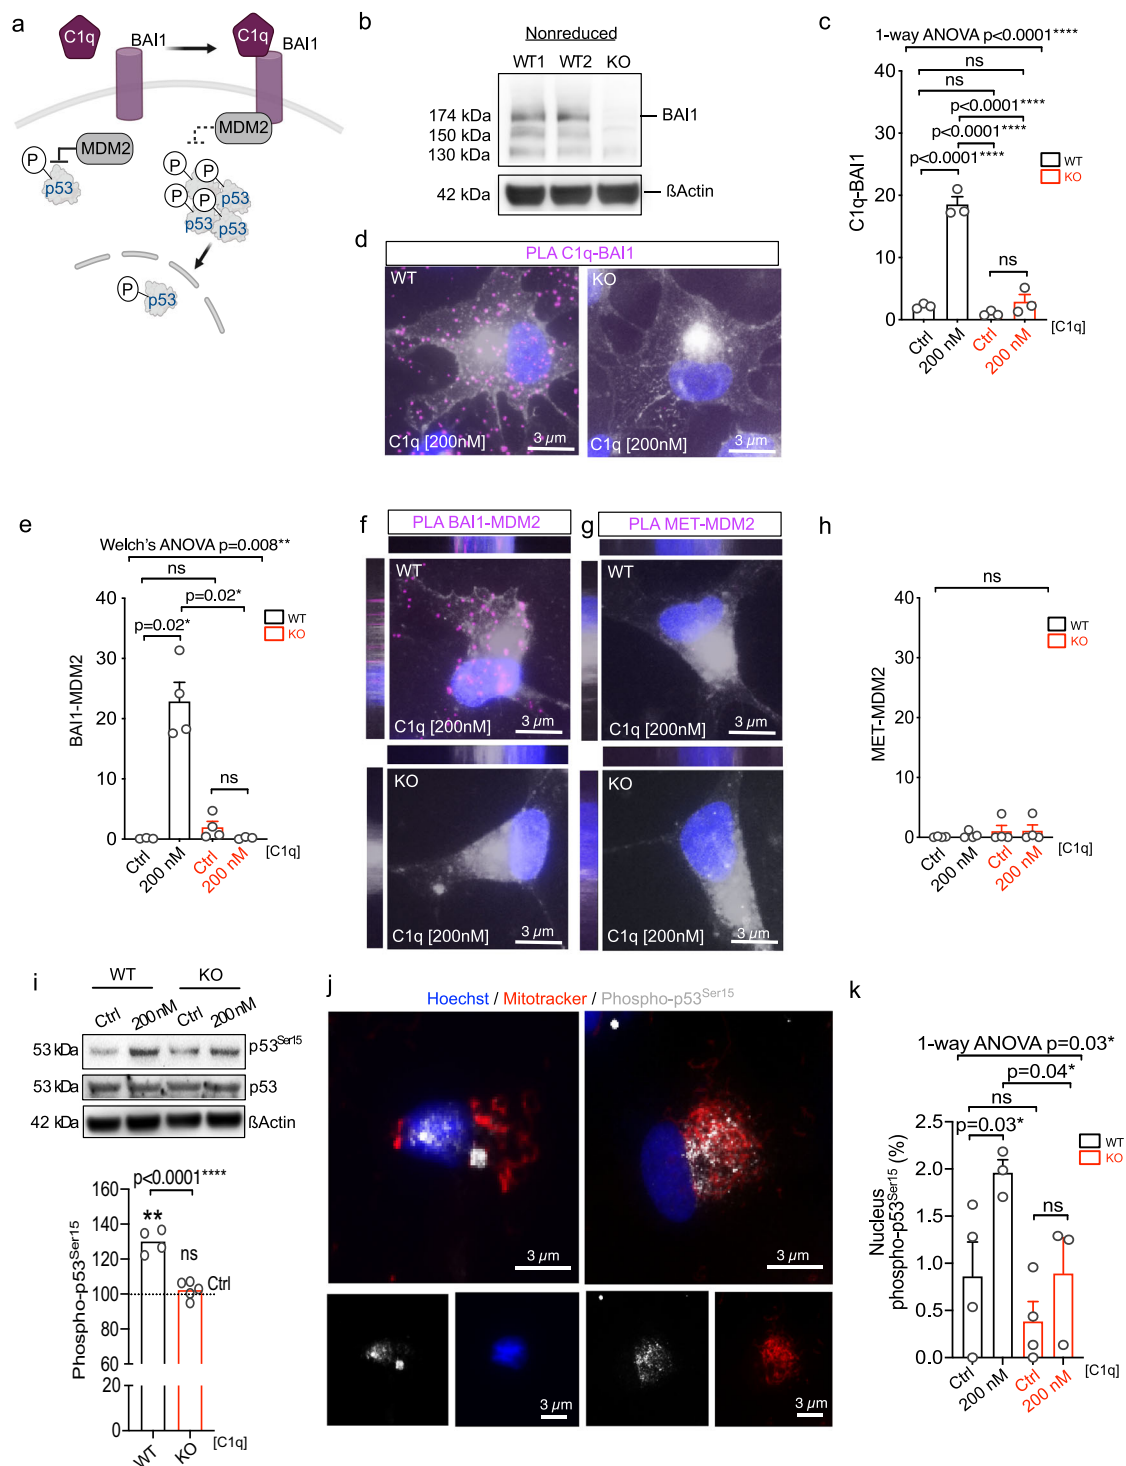 a
C1q
BAI1
C1q
BAI1
MDM2
MDM2
P
p53
P
P
P
P
p53
p53
p53
P
p53
b
Nonreduced
WT1 WT2 KO
174 kDa
BAI1
150 kDa
130 kDa
42 kDa
ßActin
c
1-way ANOVA p<0.0001****
ns
ns
p<0.0001****
p<0.0001****
p<0.0001****
ns
WT
KO
C1q-BAI1
40
30
20
10
0
Ctrl
200 nM
Ctrl
200 nM
[C1q]
d
PLA C1q-BAI1
WT
C1q [200nM]
3 µm
KO
C1q [200nM]
3 µm
e
Welch's ANOVA p=0.008**
ns
p=0.02*
p=0.02*
ns
WT
KO
BAI1-MDM2
40
30
20
10
0
Ctrl
200 nM
Ctrl
200 nM
[C1q]
f
PLA BAI1-MDM2
WT
C1q [200nM]
3 µm
KO
C1q [200nM]
3 µm
g
PLA MET-MDM2
WT
C1q [200nM]
3 µm
KO
C1q [200nM]
3 µm
h
ns
WT
KO
MET-MDM2
40
30
20
10
0
Ctrl
200 nM
Ctrl
200 nM
[C1q]
i
WT KO
Ctrl 200nM Ctrl 200nM
53 kDa
p53Ser15
53 kDa
p53
42 kDa
ßActin
p<0.0001****
**
ns
Ctrl
Phospho-p53Ser15
160
140
120
100
80
60
40
20
0
WT
KO
[C1q]
j
Hoechst / Mitotracker / Phospho-p53Ser15
3 µm
3 µm
3 µm
3 µm
k
1-way ANOVA p=0.03*
p=0.04*
ns
p=0.03*
ns
WT
KO
Nucleus
phospho-p53Ser15 (%)
2.5
2.0
1.5
1.0
0.5
0.0
Ctrl
200 nM
Ctrl
200 nM
[C1q]